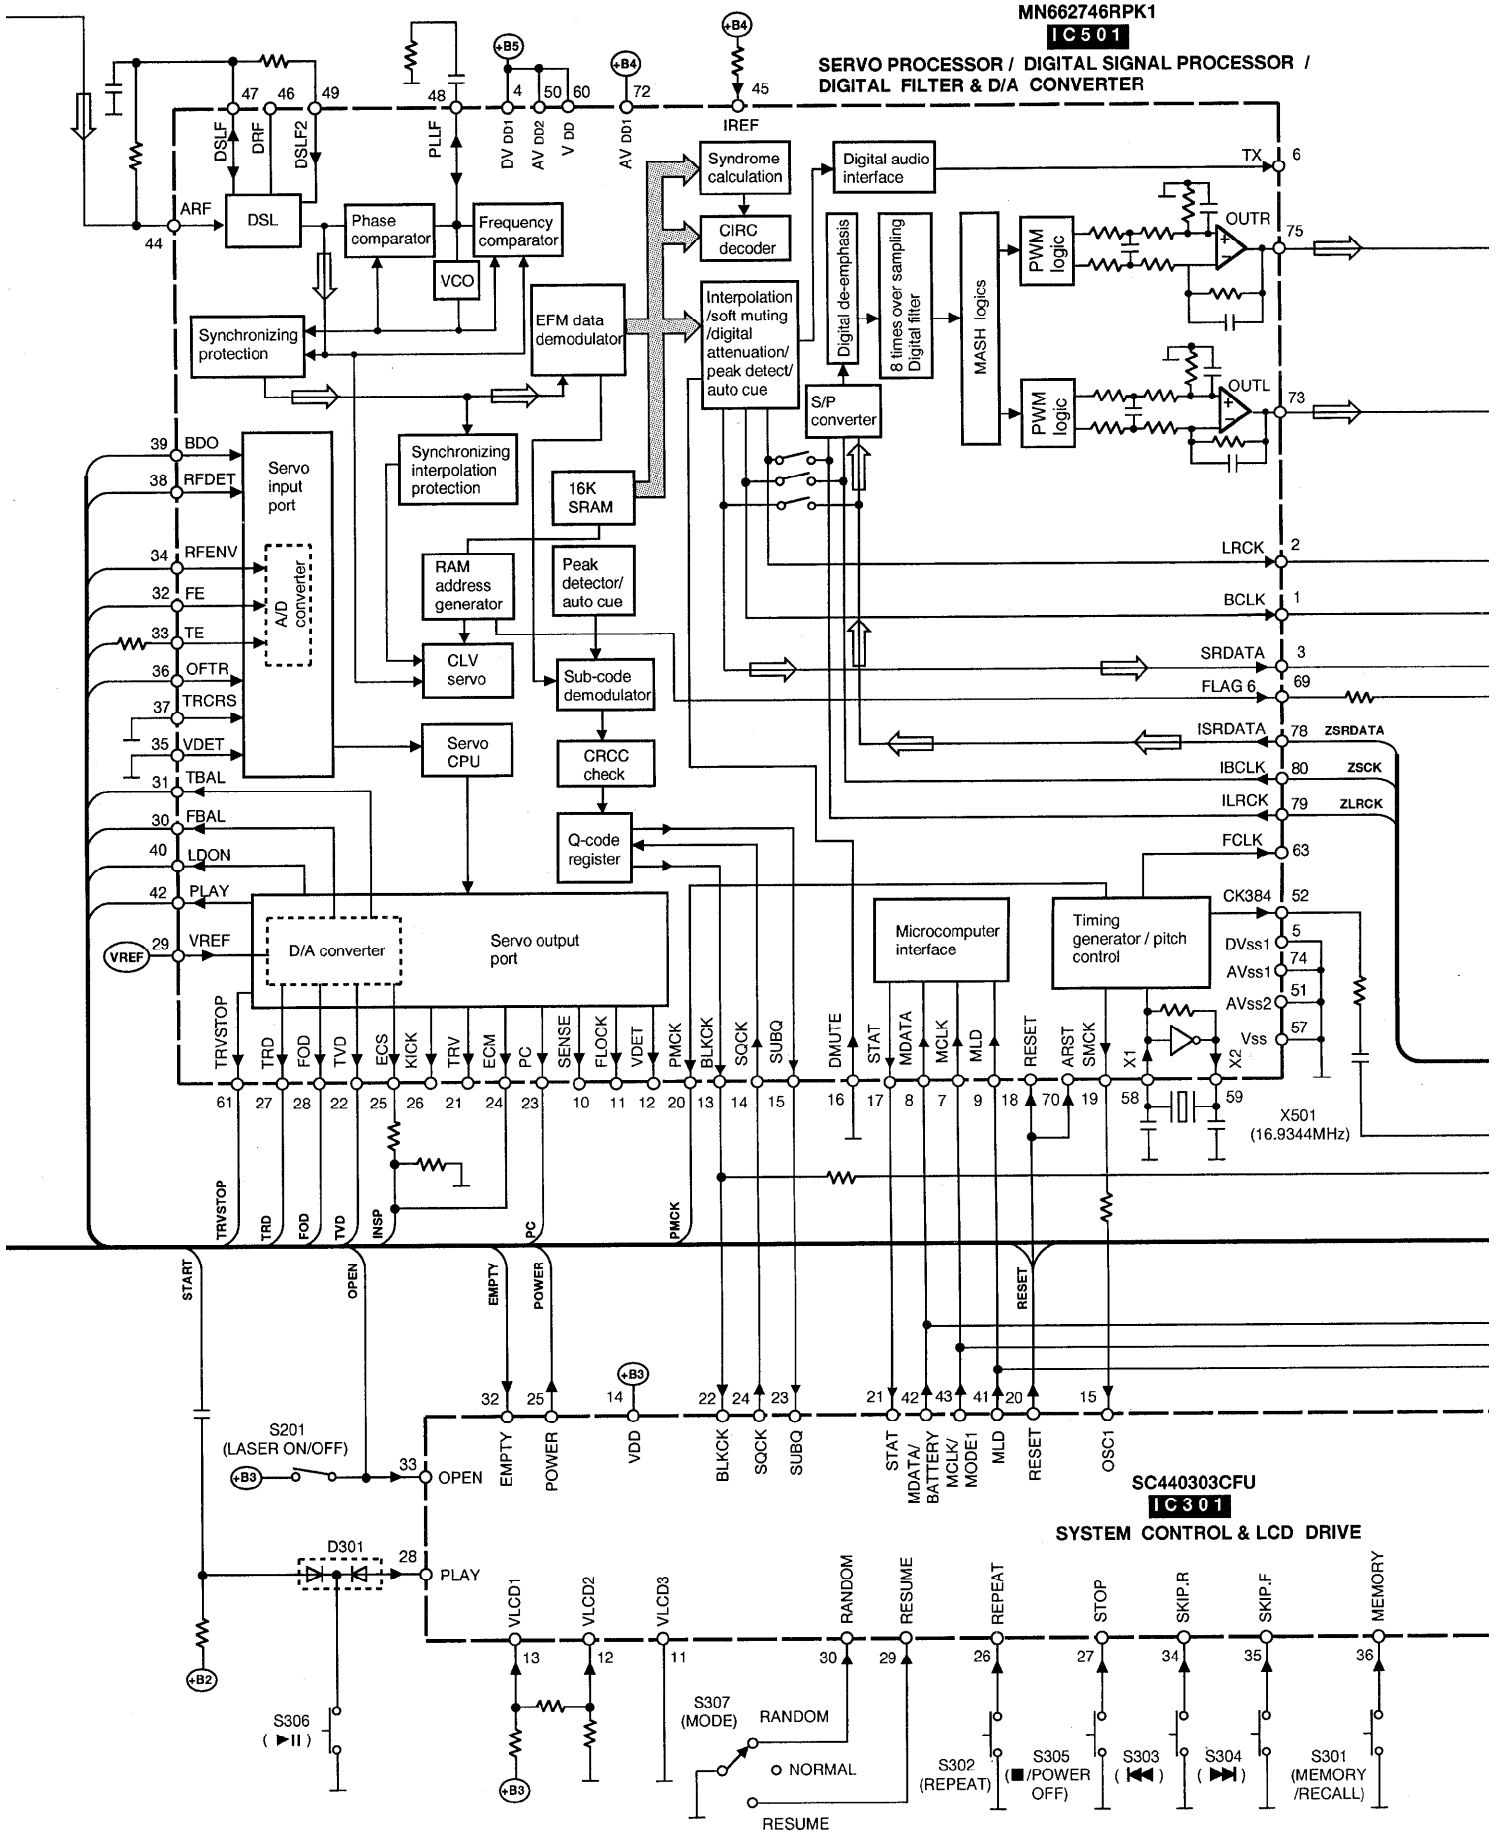 MN662746RPK1
IC501
SERVO PROCESSOR / DIGITAL SIGNAL PROCESSOR /
DIGITAL FILTER & D/A CONVERTER
+B5
+B4
+B4
47
46
49
48
4
50
60
72
45
DSLF
DRF
DSLF2
PLLF
DV DD1
AV DD2
V DD
AV DD1
IREF
ARF
44
DSL
Phase
comparator
Frequency
comparator
VCO
Synchronizing
protection
EFM data
demodulator
Syndrome
calculation
CIRC
decoder
Digital audio
interface
TX
6
Interpolation
/soft muting
/digital
attenuation/
peak detect/
auto cue
Digital de-emphasis
8 times over sampling
Digital filter
MASH logics
PWM
logic
OUTR
75
PWM
logic
OUTL
73
S/P
converter
Synchronizing
interpolation
protection
16K
SRAM
39
BDO
38
RFDET
34
RFENV
32
FE
33
TE
36
OFTR
37
TRCRS
35
VDET
31
TBAL
30
FBAL
40
LDON
42
PLAY
VREF
29
VREF
Servo
input
port
A/D
converter
RAM
address
generator
Peak
detector/
auto cue
CLV
servo
Sub-code
demodulator
Servo
CPU
CRCC
check
Q-code
register
LRCK
2
BCLK
1
SRDATA
3
FLAG 6
69
ISRDATA
78
ZSRDATA
IBCLK
80
ZSCK
ILRCK
79
ZLRCK
FCLK
63
CK384
52
DVss1
5
AVss1
74
AVss2
51
Vss
57
D/A converter
Servo output
port
Microcomputer
interface
Timing
generator / pitch
control
TRVSTOP
TRD
FOD
TVD
ECS
KICK
TRV
ECM
PC
SENSE
FLOCK
VDET
PMCK
BLKCK
SQCK
SUBQ
DMUTE
STAT
MDATA
MCLK
MLD
RESET
ARST
SMCK
X1
X2
61
27
28
22
25
26
21
24
23
10
11
12
20
13
14
15
16
17
8
7
9
18
70
19
58
59
X501
(16.9344MHz)
TRVSTOP
TRD
FOD
TVD
INSP
PC
PMCK
START
OPEN
EMPTY
POWER
RESET
+B3
32
25
14
22
24
23
21
42
43
41
20
15
EMPTY
POWER
VDD
BLKCK
SQCK
SUBQ
STAT
MDATA/
BATTERY
MCLK/
MODE1
MLD
RESET
OSC1
S201
(LASER ON/OFF)
+B3
33
OPEN
SC440303CFU
IC301
SYSTEM CONTROL & LCD DRIVE
D301
28
PLAY
+B2
S306
( ►II )
VLCD1
VLCD2
VLCD3
RANDOM
RESUME
REPEAT
STOP
SKIP.R
SKIP.F
MEMORY
13
12
11
30
29
26
27
34
35
36
+B3
S307
(MODE)
RANDOM
NORMAL
RESUME
S302
(REPEAT)
S305
(■/POWER
OFF)
S303
( |◀◀ )
S304
( ▶▶| )
S301
(MEMORY
/RECALL)